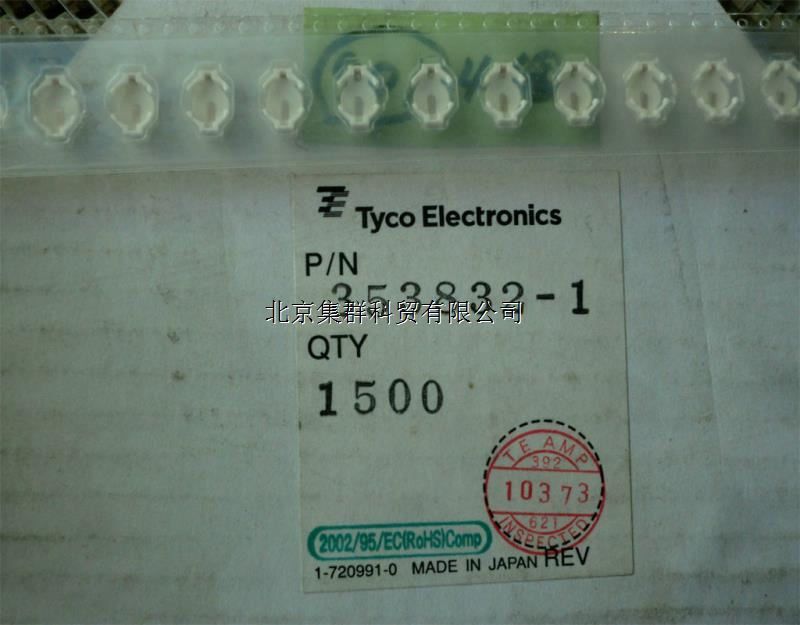 Tyco Electronics
P/N
353832-1
北京集群科贸有限公司
QTY
1500
TE AMP
392
10373
621
INSPECTED
2002/95/EC(RoHS)Comp
1-720991-0 MADE IN JAPAN REV